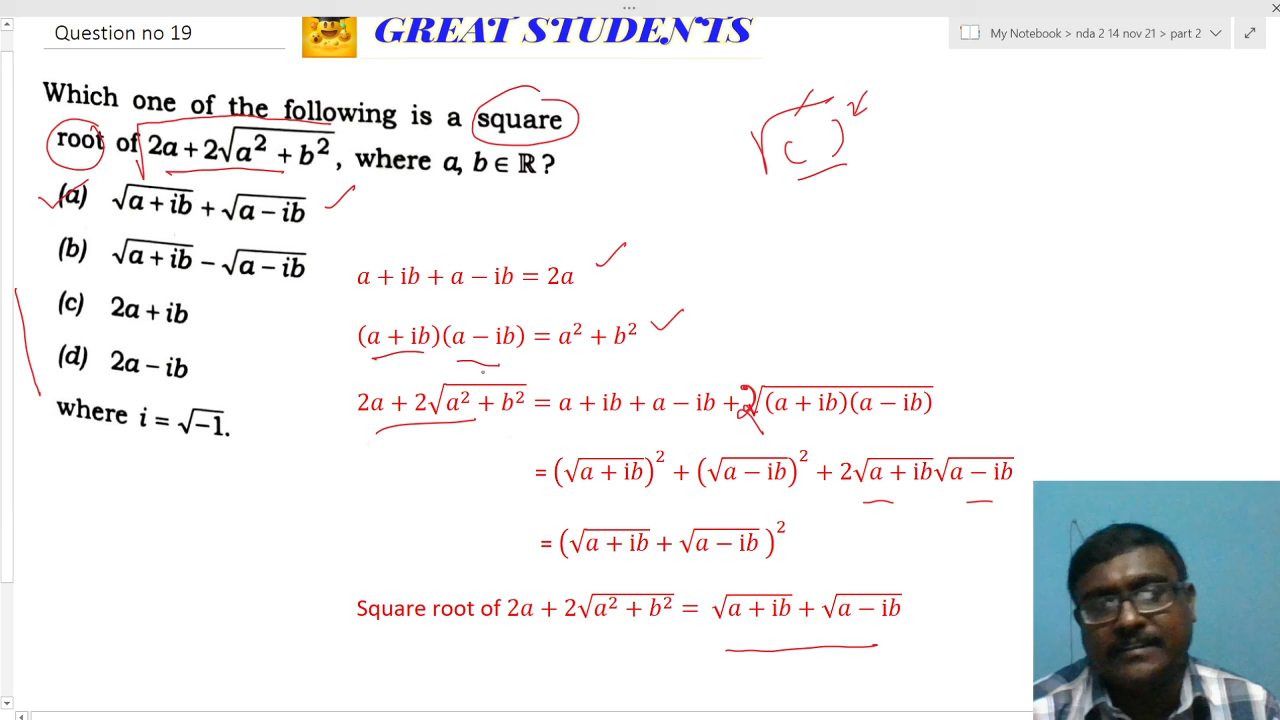 Question no 19
GREAT STUDENTS
My Notebook > nda 2 14 nov 21 > part 2
Which one of the following is a square
root of 2a + 2√(a² + b²), where a, b ∈ ℝ?
(a) √(a + ib) + √(a − ib)
(b) √(a + ib) − √(a − ib)
(c) 2a + ib
(d) 2a − ib
where i = √−1.
√( )²
a + ib + a − ib = 2a
(a + ib)(a − ib) = a² + b²
2a + 2√(a² + b²) = a + ib + a − ib + 2√((a + ib)(a − ib))
= (√(a + ib))² + (√(a − ib))² + 2√(a + ib)√(a − ib)
= (√(a + ib) + √(a − ib))²
Square root of 2a + 2√(a² + b²) = √(a + ib) + √(a − ib)